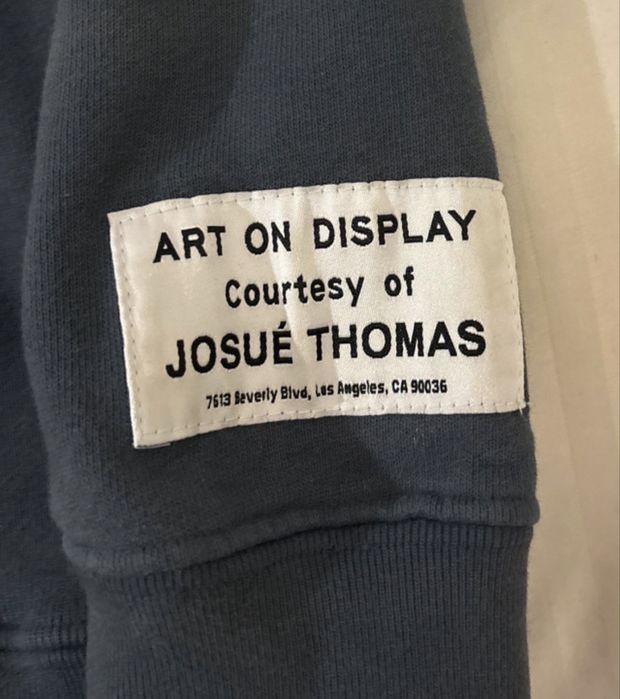 ART ON DISPLAY
Courtesy of
JOSUÉ THOMAS
7613 Beverly Blvd, Los Angeles, CA 90036